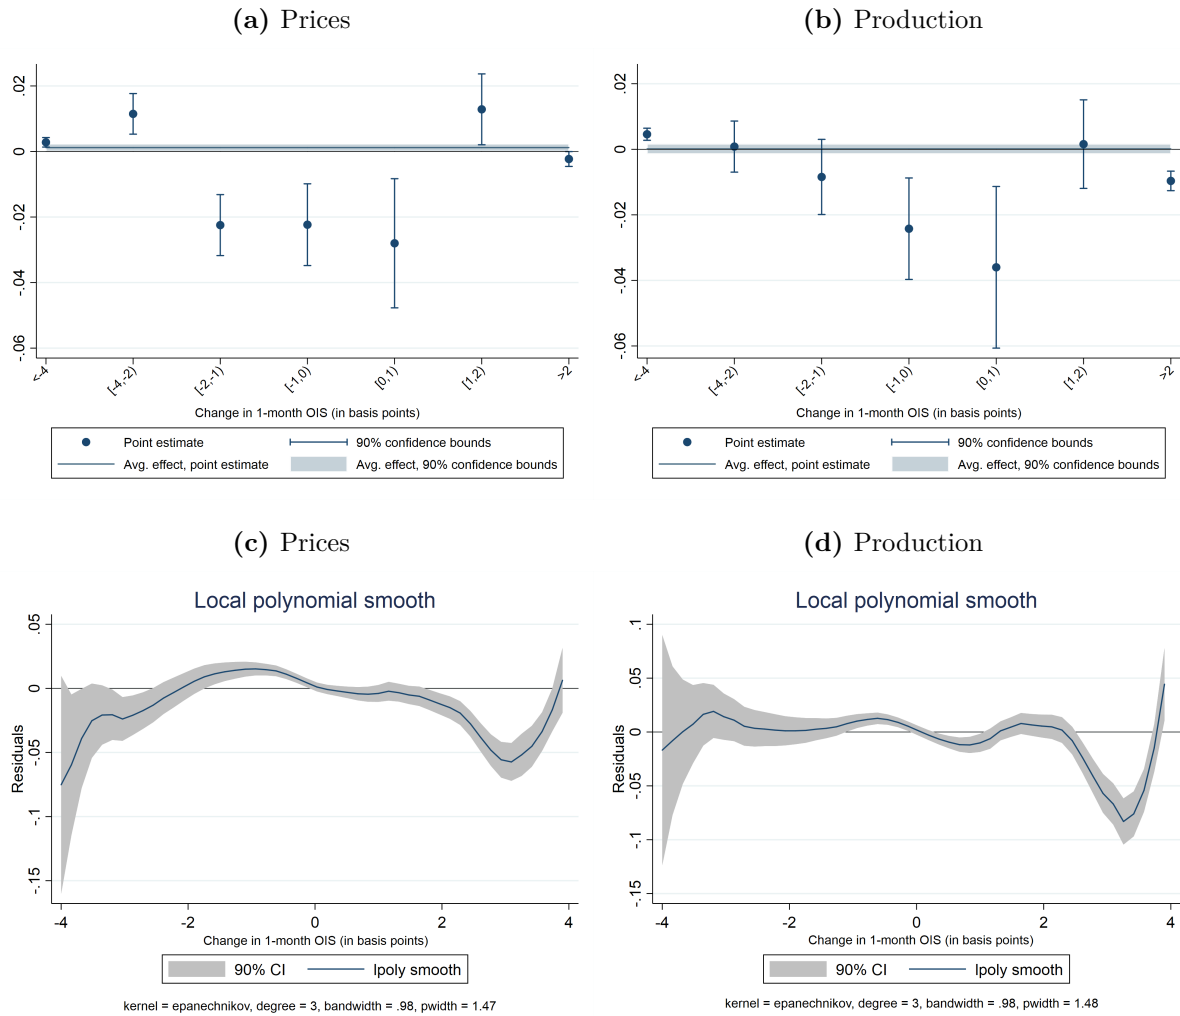 (a) Prices
.02
0
-.02
-.04
-.06
<-4
[-4,-2)
[-2,-1)
[-1,0)
[0,1)
[1,2)
>2
Change in 1-month OIS (in basis points)
Point estimate
90% confidence bounds
Avg. effect, point estimate
Avg. effect, 90% confidence bounds
(b) Production
.02
0
-.02
-.04
-.06
<-4
[-4,-2)
[-2,-1)
[-1,0)
[0,1)
[1,2)
>2
Change in 1-month OIS (in basis points)
Point estimate
90% confidence bounds
Avg. effect, point estimate
Avg. effect, 90% confidence bounds
(c) Prices
Local polynomial smooth
Residuals
.05
0
-.05
-.1
-.15
-4
-2
0
2
4
Change in 1-month OIS (in basis points)
90% CI
lpoly smooth
kernel = epanechnikov, degree = 3, bandwidth = .98, pwidth = 1.47
(d) Production
Local polynomial smooth
Residuals
.1
.05
0
-.05
-.1
-.15
-4
-2
0
2
4
Change in 1-month OIS (in basis points)
90% CI
lpoly smooth
kernel = epanechnikov, degree = 3, bandwidth = .98, pwidth = 1.48